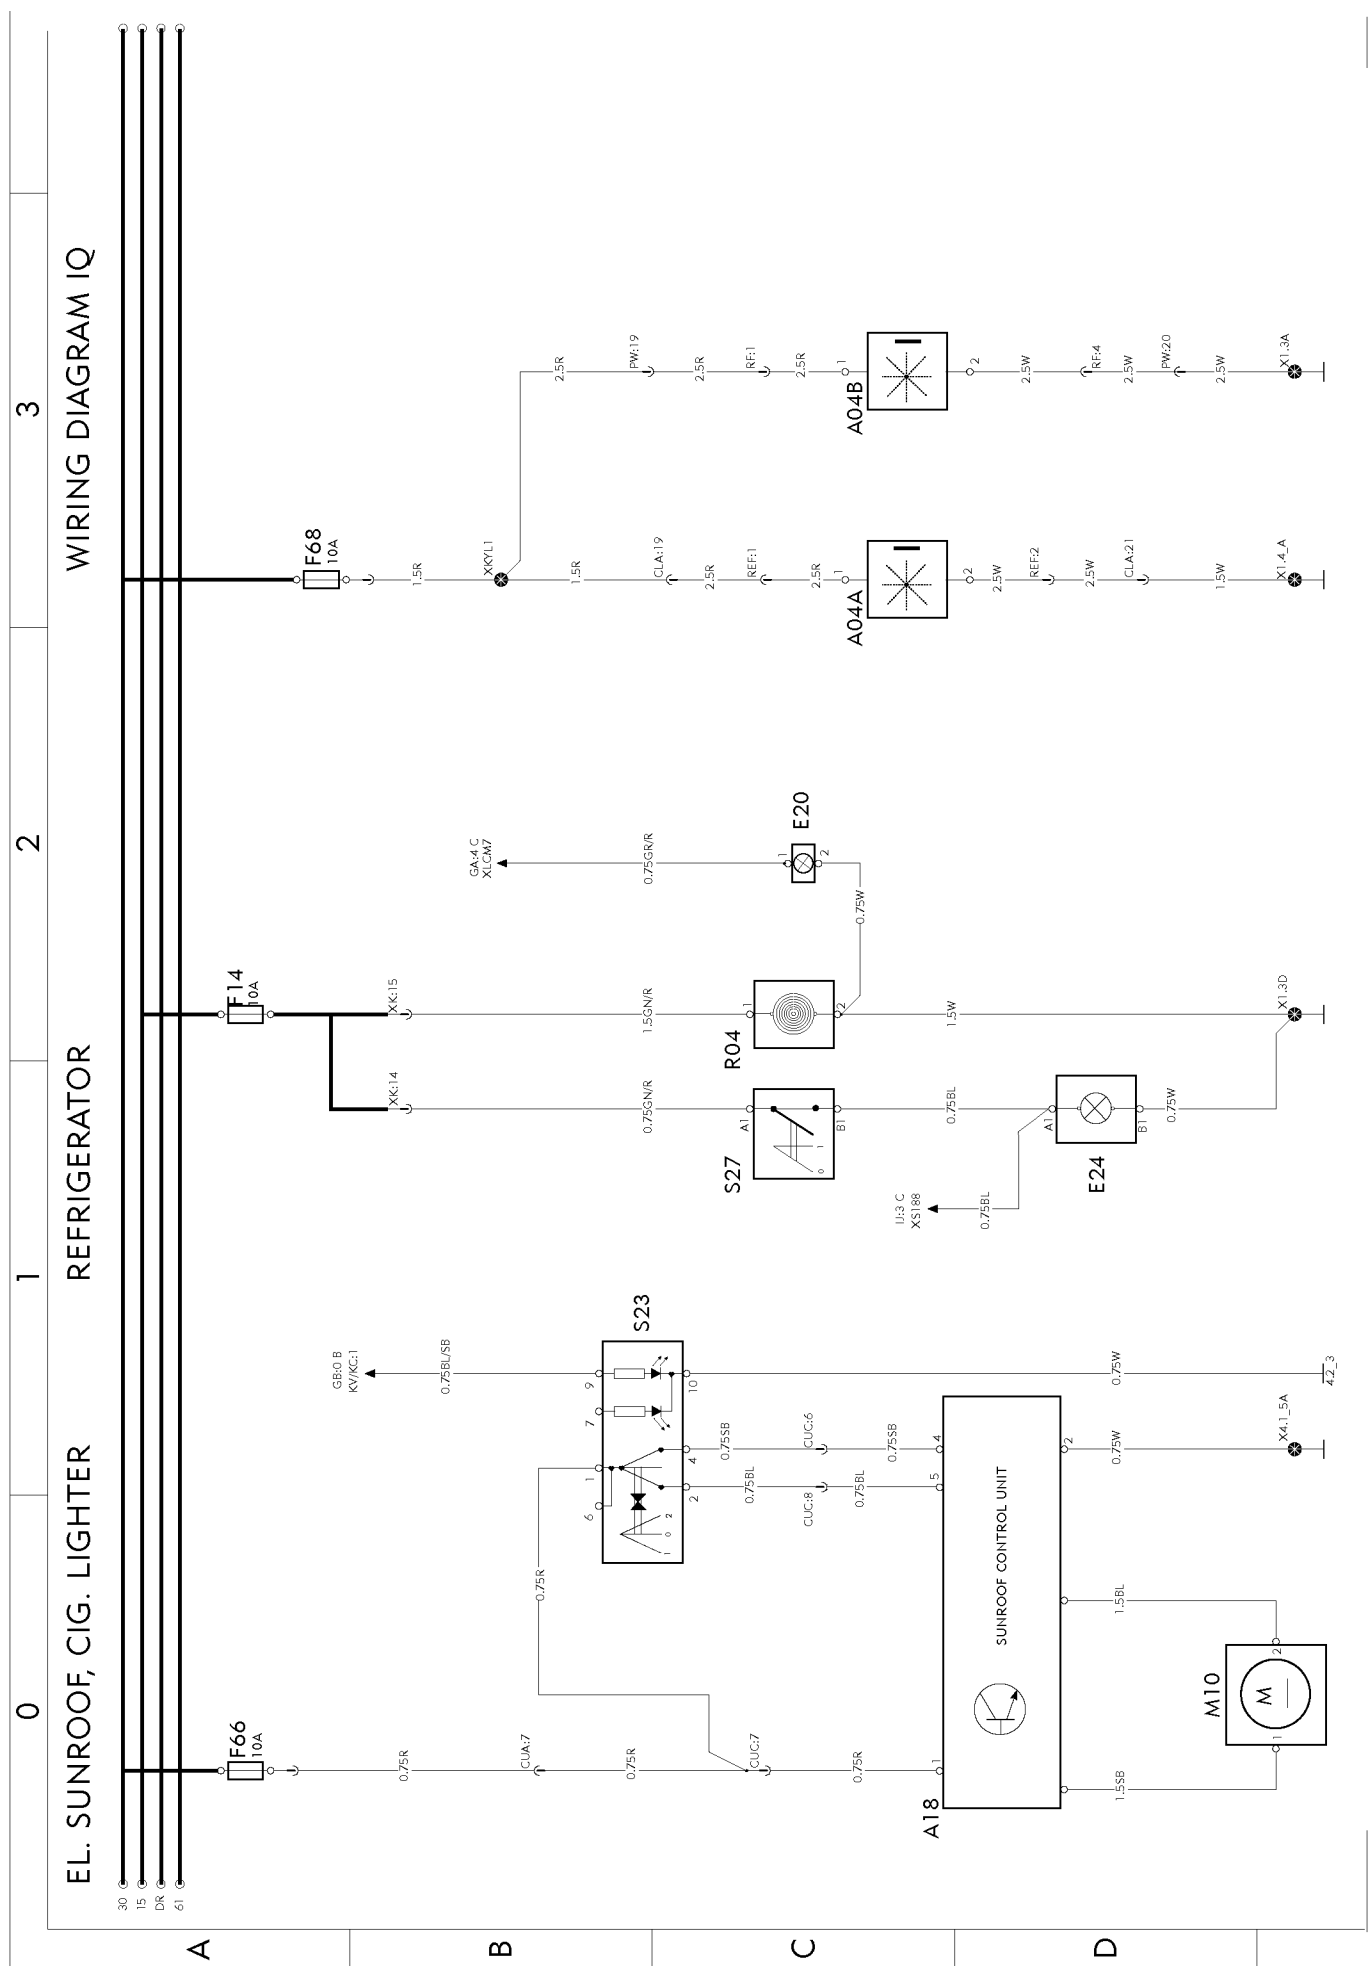 0
1
2
3
EL. SUNROOF, CIG. LIGHTER
REFRIGERATOR
WIRING DIAGRAM IQ
30
15
DR
61
A
B
C
D
F66
10A
0.75R
CUA:7
0.75R
CUC:7
0.75R
0.75R
1
A18
SUNROOF CONTROL UNIT
5
4
2
1.5SB
1.5BL
M10
M
1
2
0.75W
X4.1_5A
GB:0 B
KV/KC:1
0.75BL/SB
S23
6
1
7
9
1
0
2
2
4
10
0.75BL
CUC:8
0.75BL
0.75SB
CUC:6
0.75SB
0.75W
4.2_3
F14
10A
XK:14
XK:15
0.75GN/R
1.5GN/R
S27
A1
B1
0
1
0.75BL
IJ:3 C
XS188
0.75BL
E24
A1
B1
0.75W
R04
1
2
1.5W
X1.3D
GA:4 C
XLCM7
0.75GR/R
E20
1
2
0.75W
F68
10A
1.5R
XKYL1
1.5R
CLA:19
2.5R
REF:1
2.5R
1
A04A
2
2.5W
REF:2
2.5W
CLA:21
1.5W
X1.4_A
2.5R
PW:19
2.5R
RF:1
2.5R
1
A04B
2
2.5W
RF:4
2.5W
PW:20
2.5W
X1.3A